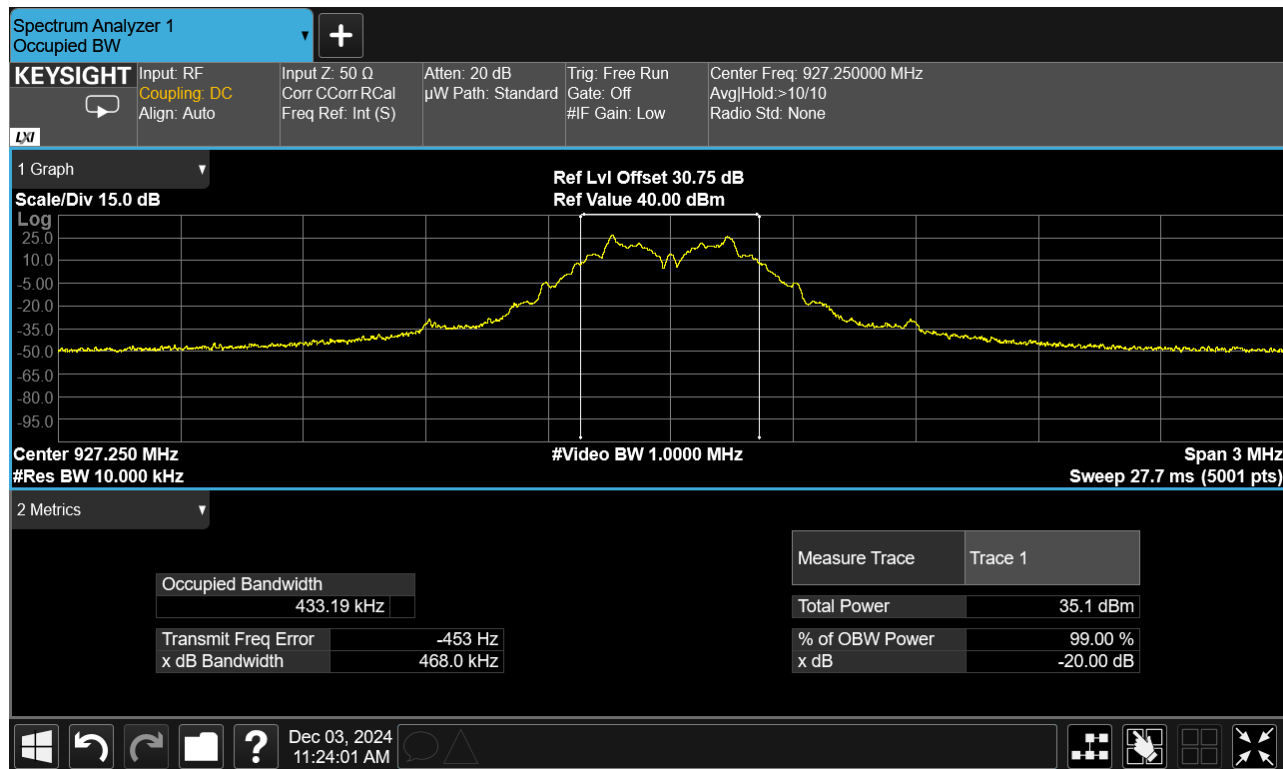 Spectrum Analyzer 1
Occupied BW
KEYSIGHT
LXI
Input: RF
Coupling: DC
Align: Auto
Input Z: 50 Ω
Corr CCorr RCal
Freq Ref: Int (S)
Atten: 20 dB
µW Path: Standard
Trig: Free Run
Gate: Off
#IF Gain: Low
Center Freq: 927.250000 MHz
Avg|Hold:>10/10
Radio Std: None
1 Graph
Scale/Div 15.0 dB
Ref Lvl Offset 30.75 dB
Ref Value 40.00 dBm
Log
25.0
10.0
-5.00
-20.0
-35.0
-50.0
-65.0
-80.0
-95.0
Center 927.250 MHz
#Video BW 1.0000 MHz
Span 3 MHz
#Res BW 10.000 kHz
Sweep 27.7 ms (5001 pts)
2 Metrics
Occupied Bandwidth
433.19 kHz
Transmit Freq Error -453 Hz
x dB Bandwidth 468.0 kHz
Measure Trace Trace 1
Total Power 35.1 dBm
% of OBW Power 99.00 %
x dB -20.00 dB
?
Dec 03, 2024
11:24:01 AM